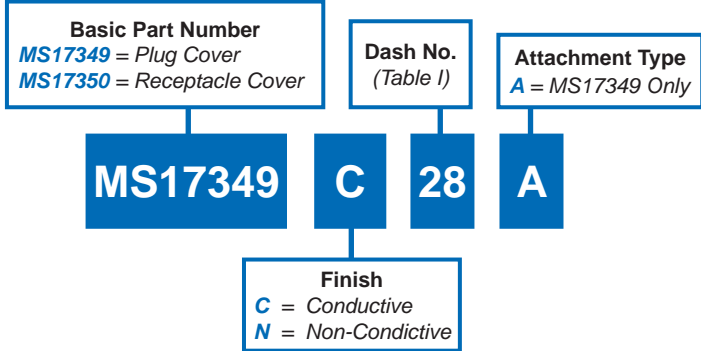 Basic Part Number
MS17349 = Plug Cover
MS17350 = Receptacle Cover
Dash No.
(Table I)
Attachment Type
A = MS17349 Only
MS17349 C 28 A
Finish
C = Conductive
N = Non-Condictive